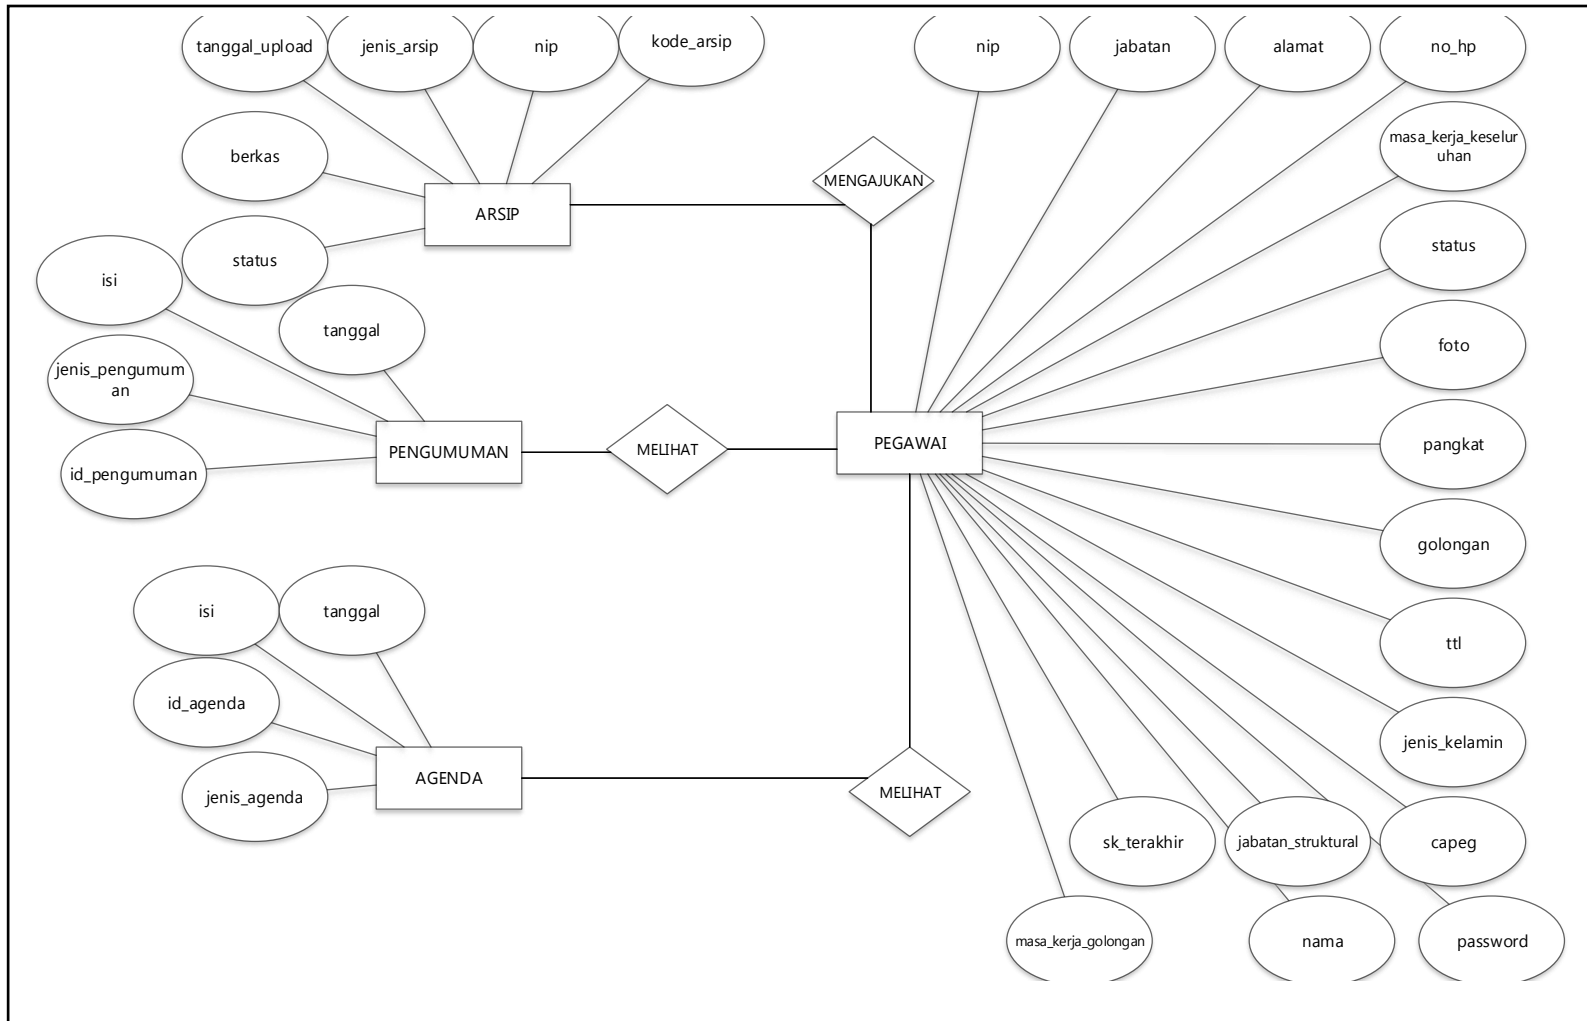 tanggal_upload
jenis_arsip
nip
kode_arsip
nip
jabatan
alamat
no_hp
berkas
masa_kerja_keselur
uhan
MENGAJUKAN
ARSIP
status
status
isi
tanggal
foto
jenis_pengumum
an
PENGUMUMAN
MELIHAT
PEGAWAI
pangkat
id_pengumuman
golongan
isi
tanggal
ttl
id_agenda
jenis_kelamin
AGENDA
jenis_agenda
MELIHAT
sk_terakhir
jabatan_struktural
capeg
masa_kerja_golongan
nama
password